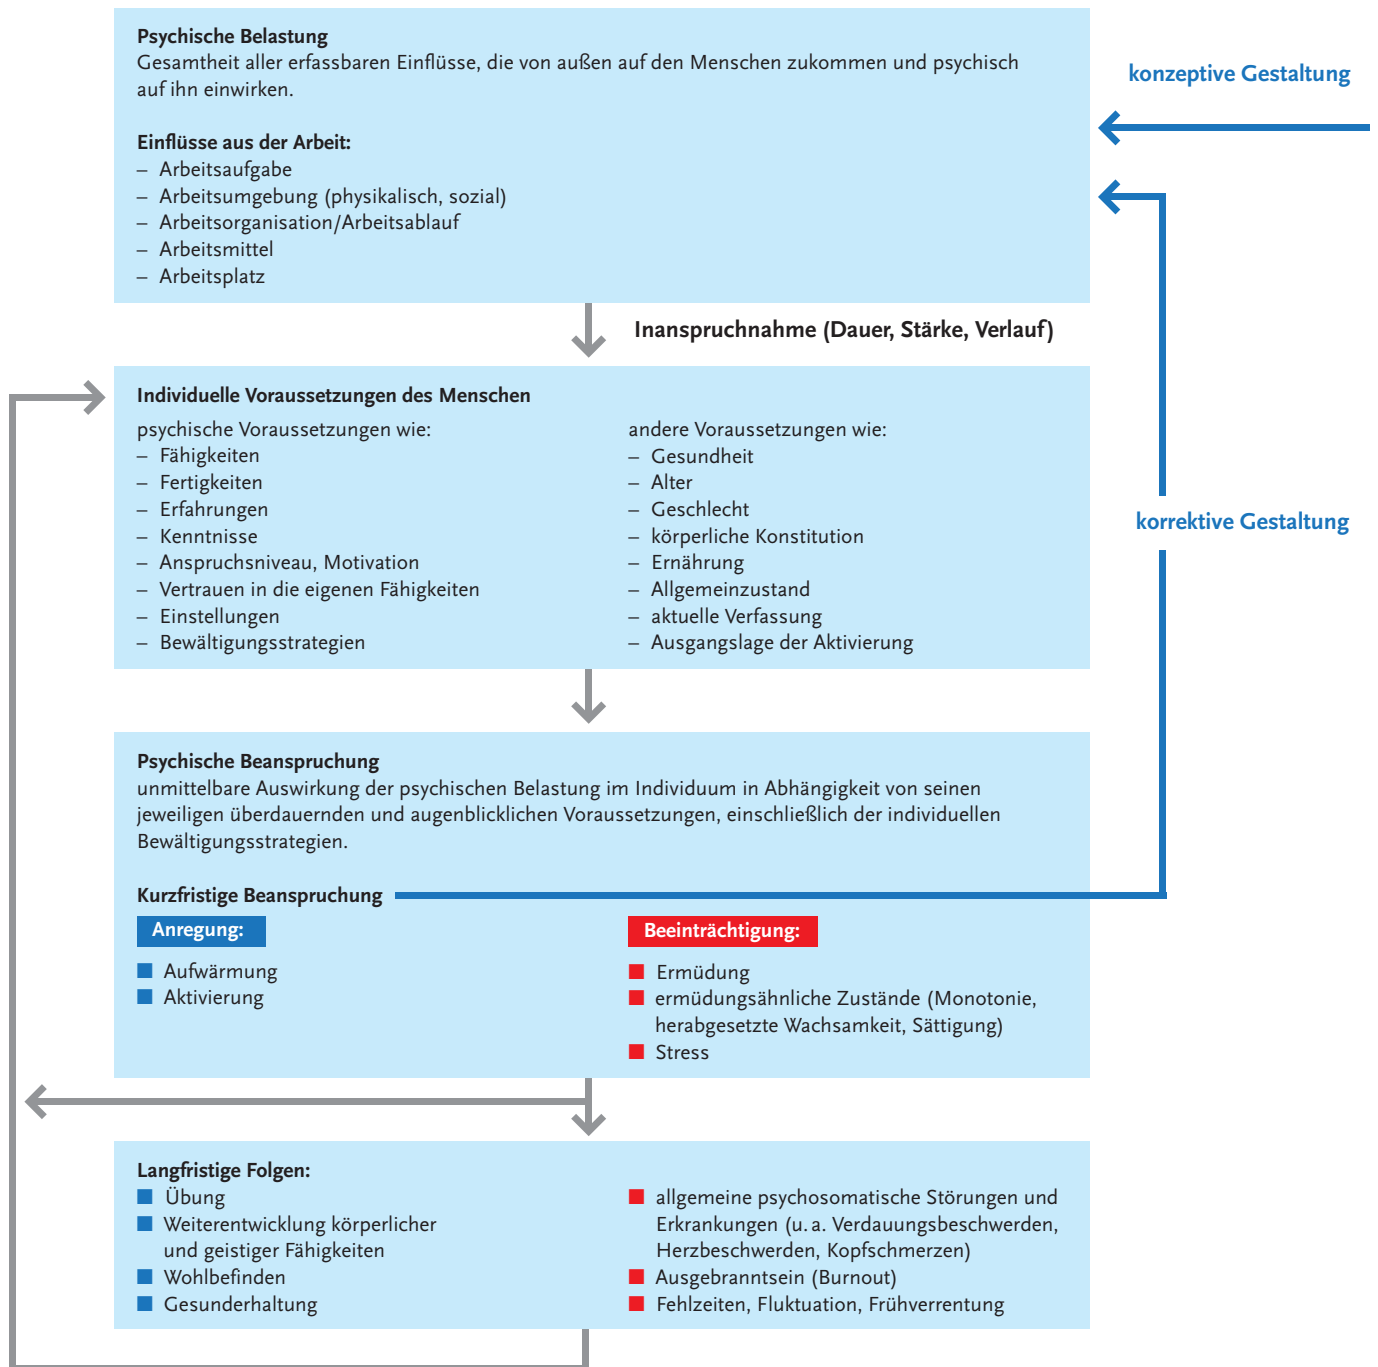 Psychische Belastung
Gesamtheit aller erfassbaren Einflüsse, die von außen auf den Menschen zukommen und psychisch
auf ihn einwirken.
konzeptive Gestaltung
Einflüsse aus der Arbeit:
– Arbeitsaufgabe
– Arbeitsumgebung (physikalisch, sozial)
– Arbeitsorganisation/Arbeitsablauf
– Arbeitsmittel
– Arbeitsplatz
Inanspruchnahme (Dauer, Stärke, Verlauf)
Individuelle Voraussetzungen des Menschen
psychische Voraussetzungen wie:
– Fähigkeiten
– Fertigkeiten
– Erfahrungen
– Kenntnisse
– Anspruchsniveau, Motivation
– Vertrauen in die eigenen Fähigkeiten
– Einstellungen
– Bewältigungsstrategien
andere Voraussetzungen wie:
– Gesundheit
– Alter
– Geschlecht
– körperliche Konstitution
– Ernährung
– Allgemeinzustand
– aktuelle Verfassung
– Ausgangslage der Aktivierung
korrektive Gestaltung
Psychische Beanspruchung
unmittelbare Auswirkung der psychischen Belastung im Individuum in Abhängigkeit von seinen
jeweiligen überdauernden und augenblicklichen Voraussetzungen, einschließlich der individuellen
Bewältigungsstrategien.
Kurzfristige Beanspruchung
Anregung:
■ Aufwärmung
■ Aktivierung
Beeinträchtigung:
■ Ermüdung
■ ermüdungsähnliche Zustände (Monotonie,
herabgesetzte Wachsamkeit, Sättigung)
■ Stress
Langfristige Folgen:
■ Übung
■ Weiterentwicklung körperlicher
und geistiger Fähigkeiten
■ Wohlbefinden
■ Gesunderhaltung
■ allgemeine psychosomatische Störungen und
Erkrankungen (u. a. Verdauungsbeschwerden,
Herzbeschwerden, Kopfschmerzen)
■ Ausgebranntsein (Burnout)
■ Fehlzeiten, Fluktuation, Frühverrentung